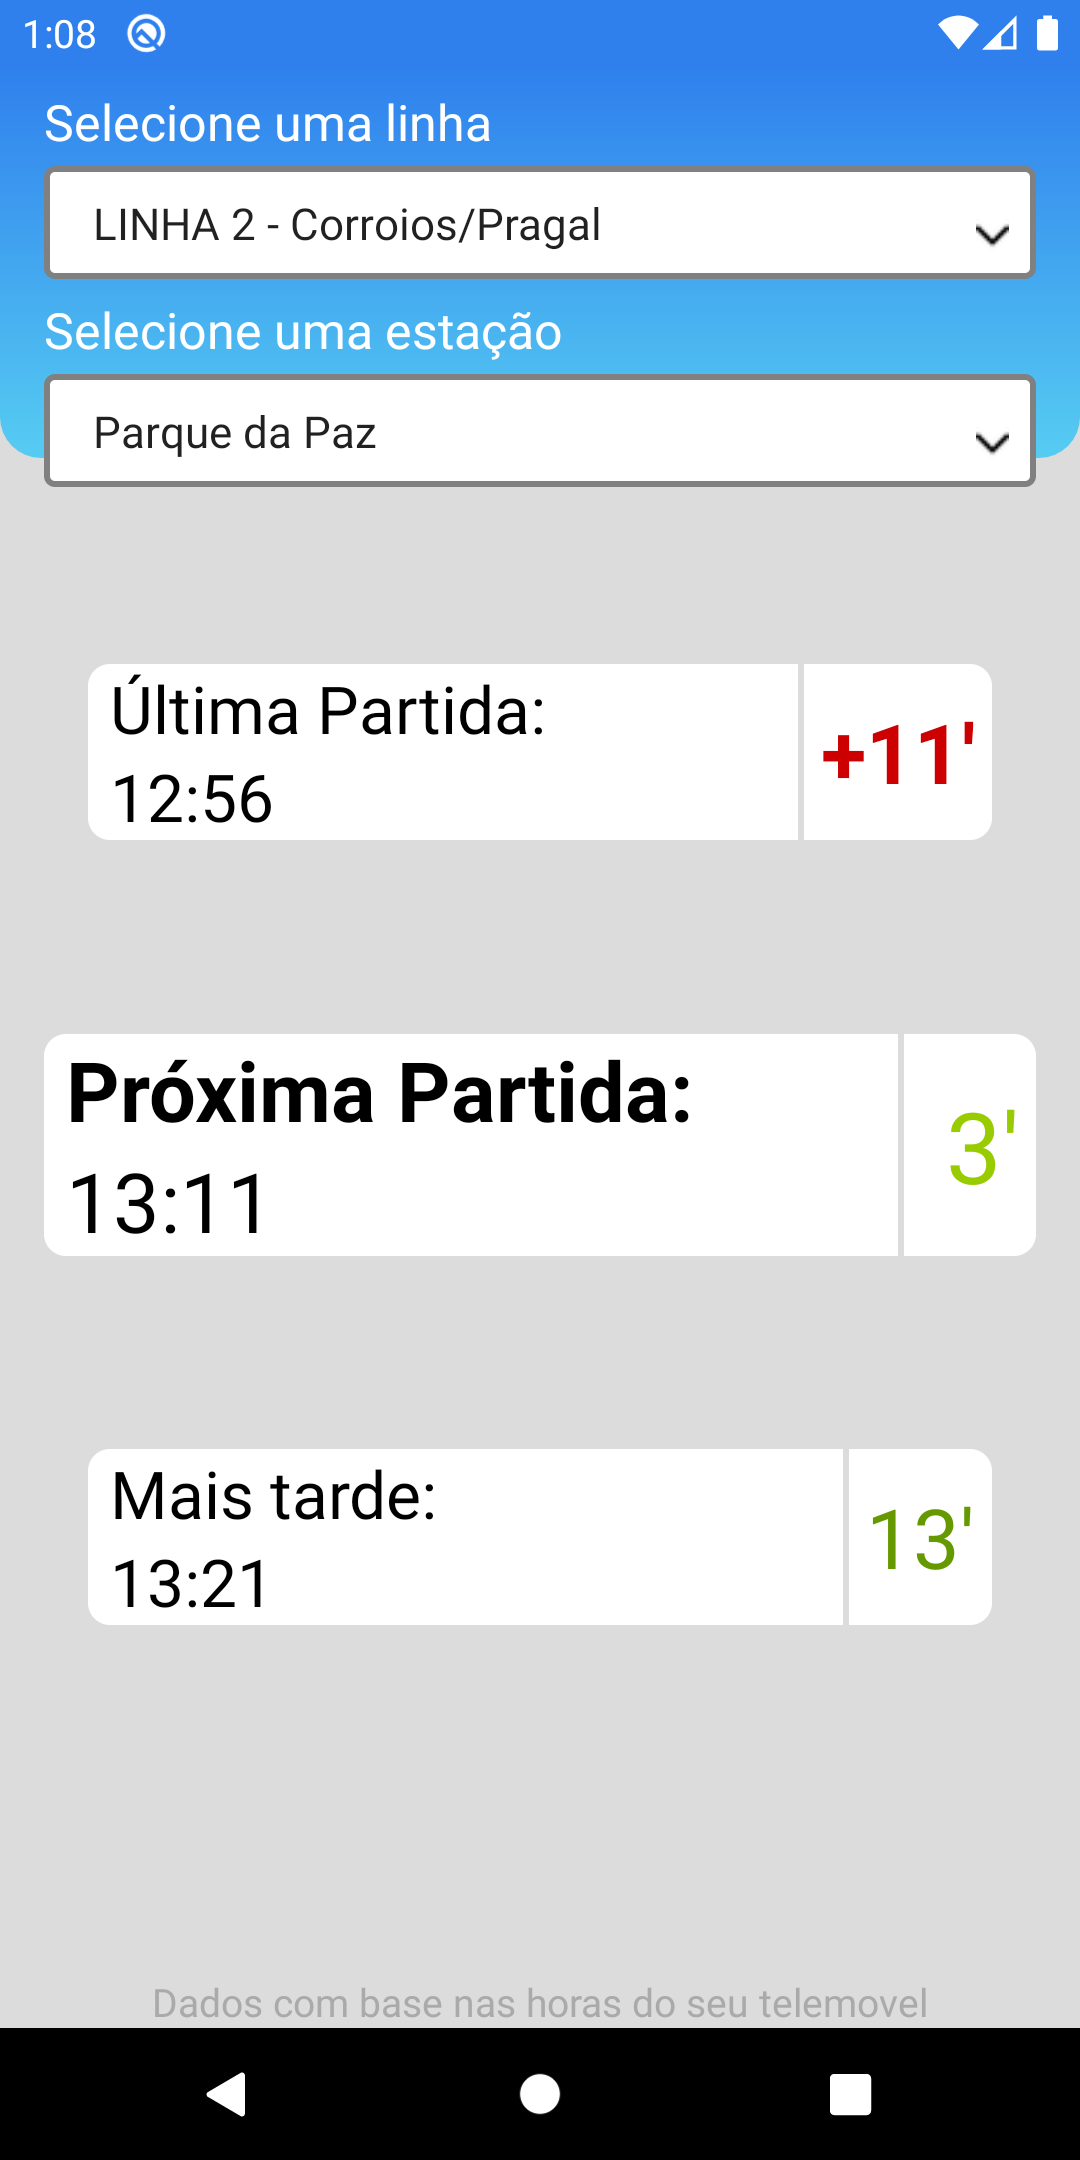 1:08
Selecione uma linha
LINHA 2 - Corroios/Pragal
Selecione uma estação
Parque da Paz
Última Partida:
12:56
+11'
Próxima Partida:
13:11
3'
Mais tarde:
13:21
13'
Dados com base nas horas do seu telemovel